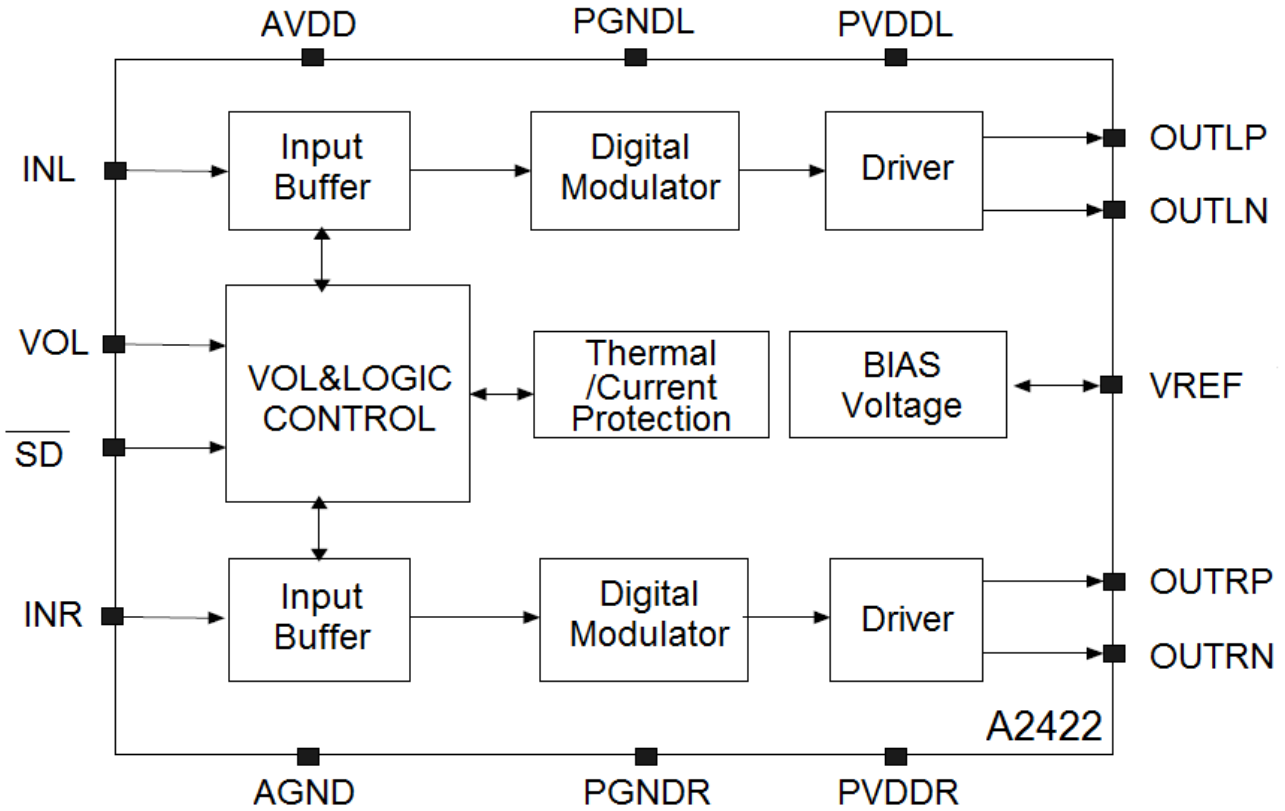 AVDD
PGNDL
PVDDL
INL
Input
Buffer
Digital
Modulator
Driver
OUTLP
OUTLN
VOL
SD
VOL&LOGIC
CONTROL
Thermal
/Current
Protection
BIAS
Voltage
VREF
INR
Input
Buffer
Digital
Modulator
Driver
OUTRP
OUTRN
A2422
AGND
PGNDR
PVDDR